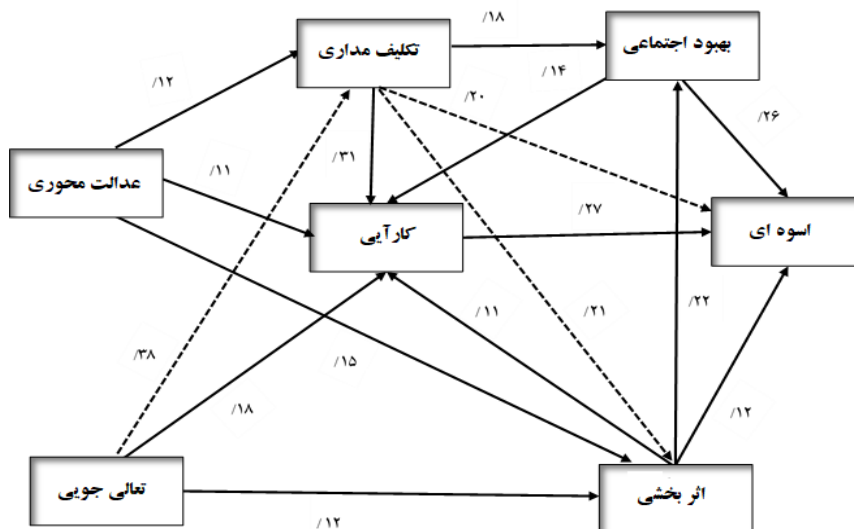 /۱۸
بهبود اجتماعی
تکلیف مداری
/۱۲
/۱۴
/۲۰
/۲۶
/۱۱
/۳۱
عدالت محوری
/۲۷
اسوه ای
کارآیی
/۱۱
/۲۱
/۲۲
/۳۸
/۱۵
/۱۸
/۱۲
تعالی جویی
اثر بخشی
/۱۲